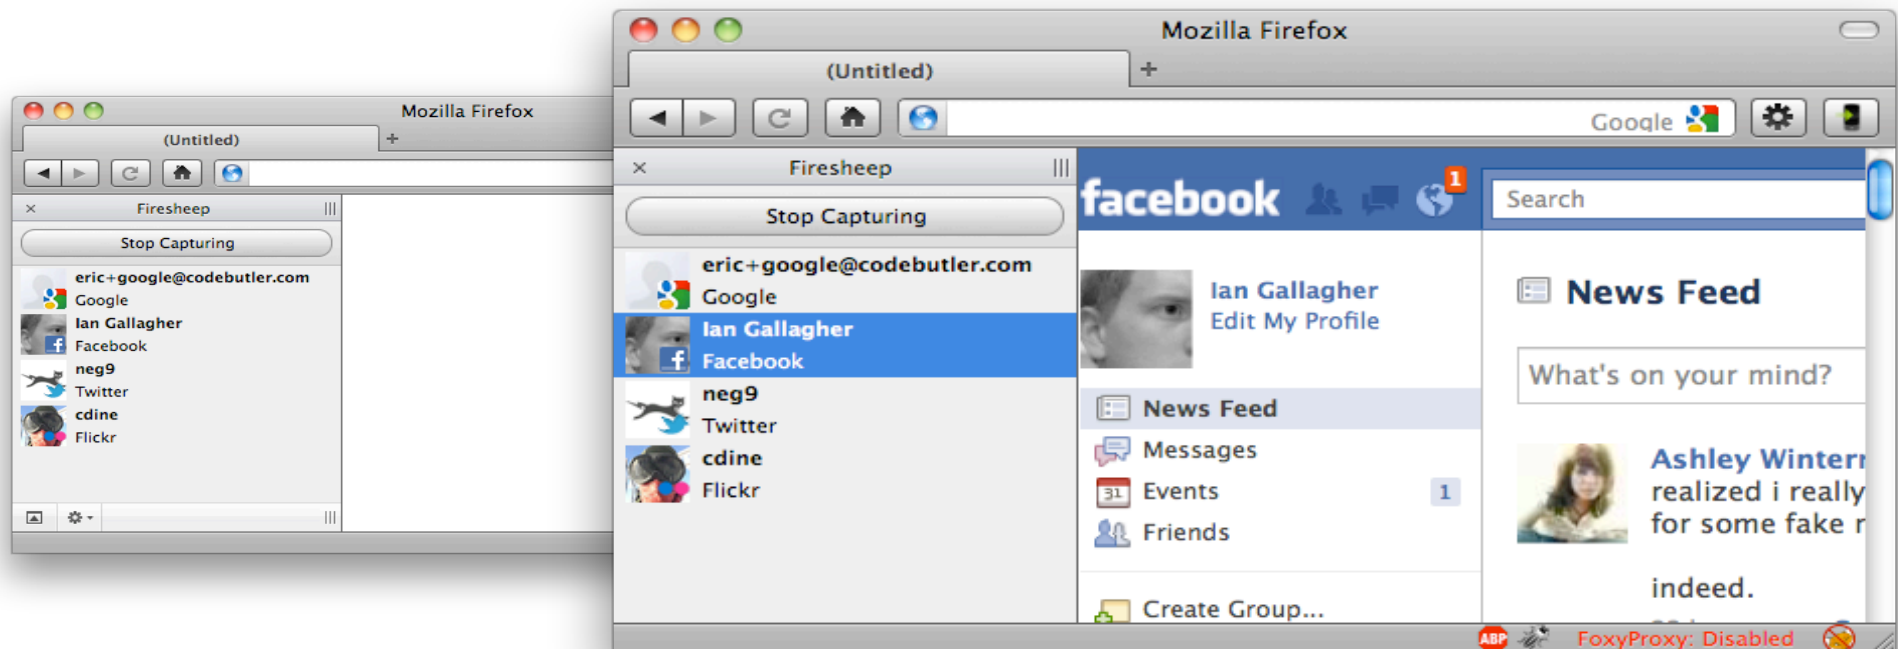 Mozilla Firefox
(Untitled)
+
Firesheep
Stop Capturing
eric+google@codebutler.com
Google
Ian Gallagher
Facebook
neg9
Twitter
cdine
Flickr
Mozilla Firefox
(Untitled)
+
Google
Firesheep
Stop Capturing
eric+google@codebutler.com
Google
Ian Gallagher
Facebook
neg9
Twitter
cdine
Flickr
facebook
1
Search
Ian Gallagher
Edit My Profile
News Feed
Messages
31
Events 1
Friends
Create Group...
News Feed
What's on your mind?
Ashley
realized i really
for some fake
indeed.
ABP
FoxyProxy: Disabled